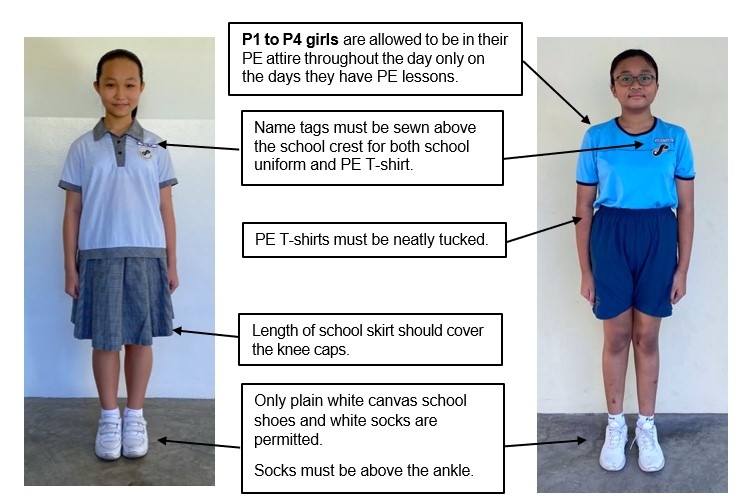 P1 to P4 girls are allowed to be in their
PE attire throughout the day only on
the days they have PE lessons.
Name tags must be sewn above
the school crest for both school
uniform and PE T-shirt.
PE T-shirts must be neatly tucked.
Length of school skirt should cover
the knee caps.
Only plain white canvas school
shoes and white socks are
permitted.
Socks must be above the ankle.